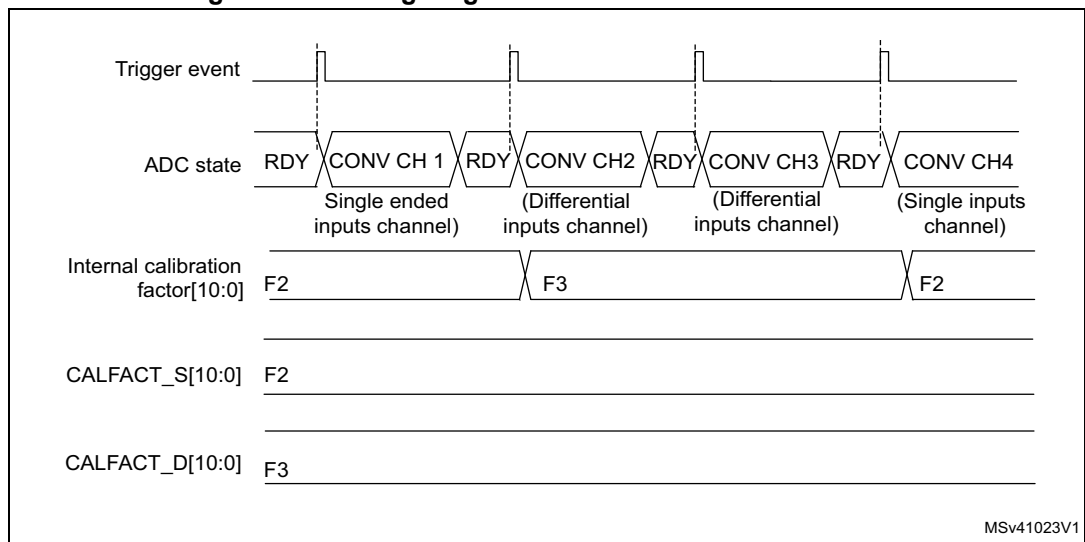 Trigger event
ADC state
RDY
CONV CH 1
RDY
CONV CH2
RDY
CONV CH3
RDY
CONV CH4
Single ended
inputs channel)
(Differential
inputs channel)
(Differential
inputs channel)
(Single inputs
channel)
Internal calibration
factor[10:0]
F2
F3
F2
CALFACT_S[10:0]
F2
CALFACT_D[10:0]
F3
MSv41023V1